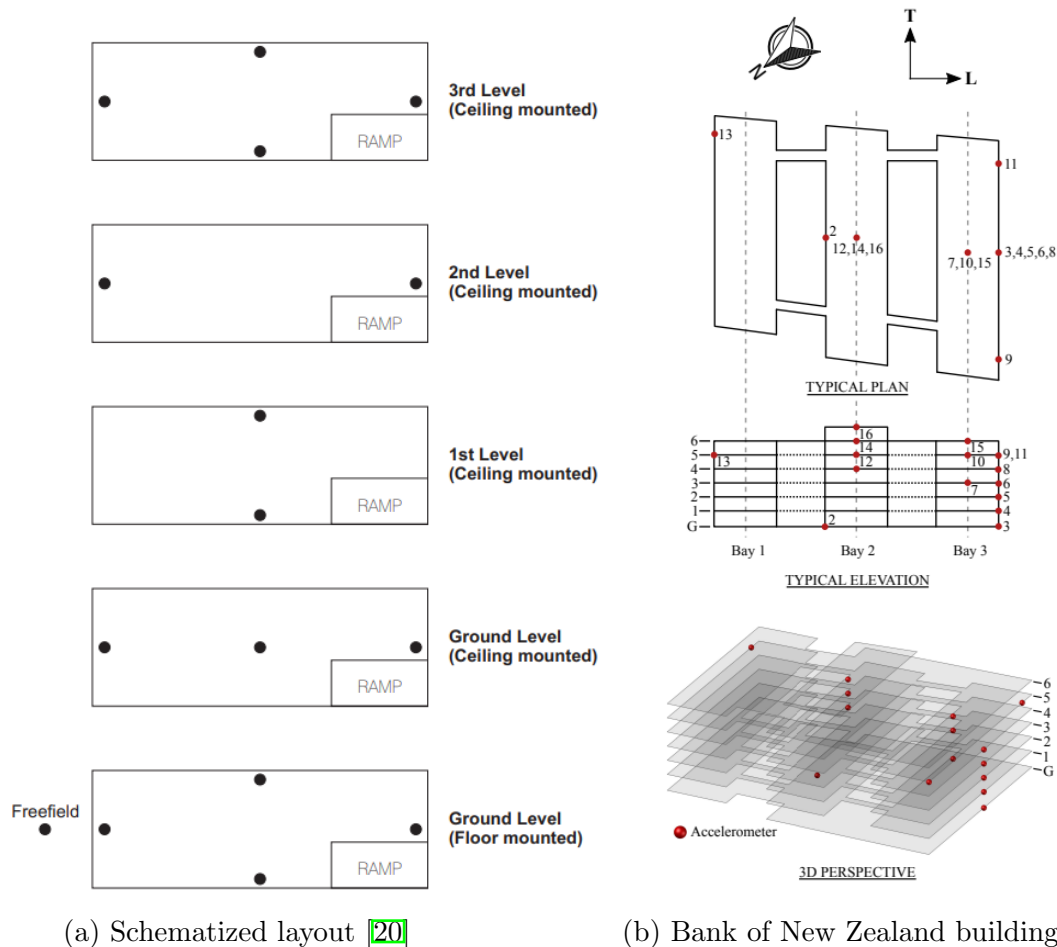 3rd Level
(Ceiling mounted)
RAMP
2nd Level
(Ceiling mounted)
RAMP
1st Level
(Ceiling mounted)
RAMP
Ground Level
(Ceiling mounted)
RAMP
Freefield
Ground Level
(Floor mounted)
RAMP
(a) Schematized layout [20]
N
T
L
13
11
2
12,14,16
7,10,15
3,4,5,6,8
9
TYPICAL PLAN
6
5
4
3
2
1
G
13
16
14
12
2
15
10
7
9,11
8
6
5
4
3
Bay 1
Bay 2
Bay 3
TYPICAL ELEVATION
6
5
4
3
2
1
G
Accelerometer
3D PERSPECTIVE
(b) Bank of New Zealand building